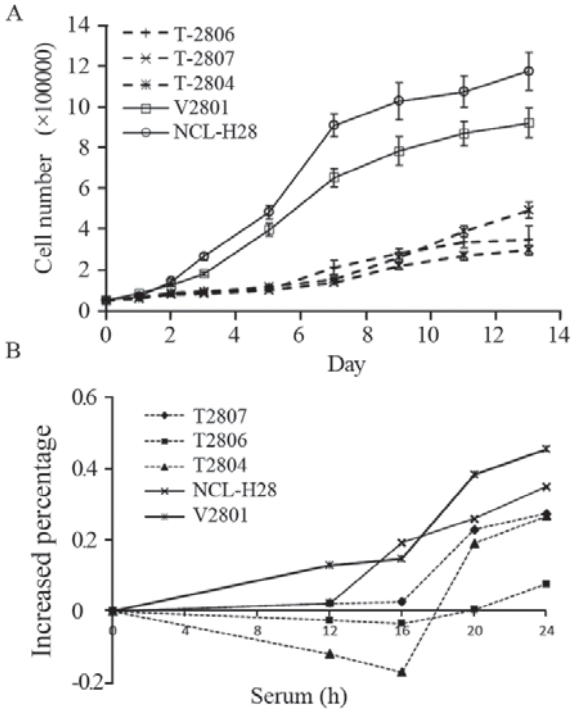 A
T-2806
T-2807
T-2804
V2801
NCL-H28
Cell number (×100000)
14
12
10
8
6
4
2
0
0 2 4 6 8 10 12 14
Day
B
T2807
T2806
T2804
NCL-H28
V2801
Increased percentage
0.6
0.4
0.2
0
-0.2
0 4 8 12 16 20 24
Serum (h)